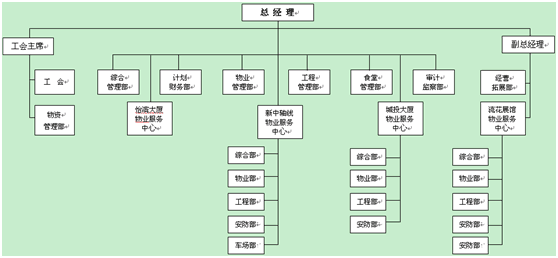 总 经 理
工会主席
副总经理
工 会
综合
管理部
计划
财务部
物业
管理部
工程
管理部
食堂
管理部
审计
监察部
经营
拓展部
物资
管理部
怡滨大厦
物业服务
中心
新中轴线
物业服务
中心
城投大厦
物业服务
中心
流花展馆
物业服务
中心
综合部
物业部
工程部
安防部
车场部
综合部
物业部
工程部
安防部
综合部
物业部
工程部
安防部
安防部